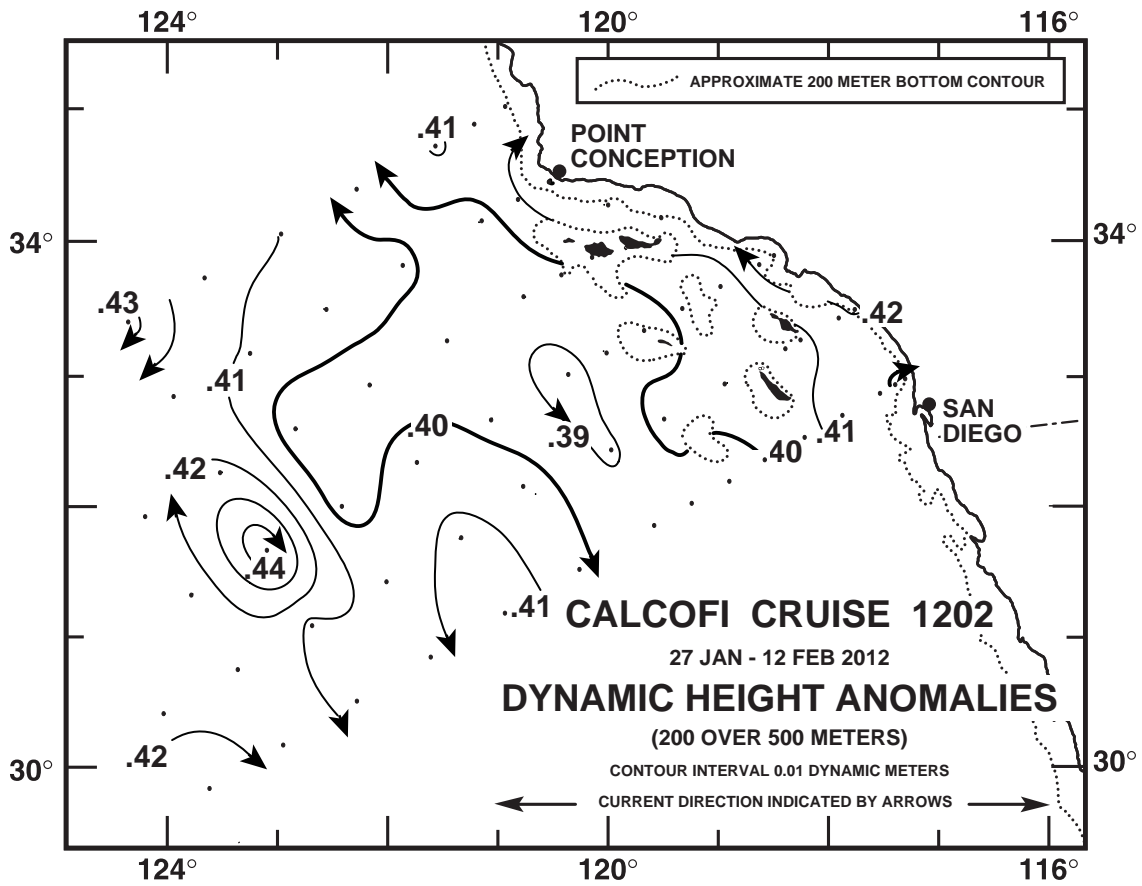 124° 120° 116°
APPROXIMATE 200 METER BOTTOM CONTOUR
.41
POINT
CONCEPTION
34° 34°
.43
.42
.41
.40
.39
.41
SAN
DIEGO
.40
.42
.44
.41
CALCOFI CRUISE 1202
27 JAN - 12 FEB 2012
DYNAMIC HEIGHT ANOMALIES
(200 OVER 500 METERS)
.42
30° 30°
CONTOUR INTERVAL 0.01 DYNAMIC METERS
CURRENT DIRECTION INDICATED BY ARROWS
124° 120° 116°